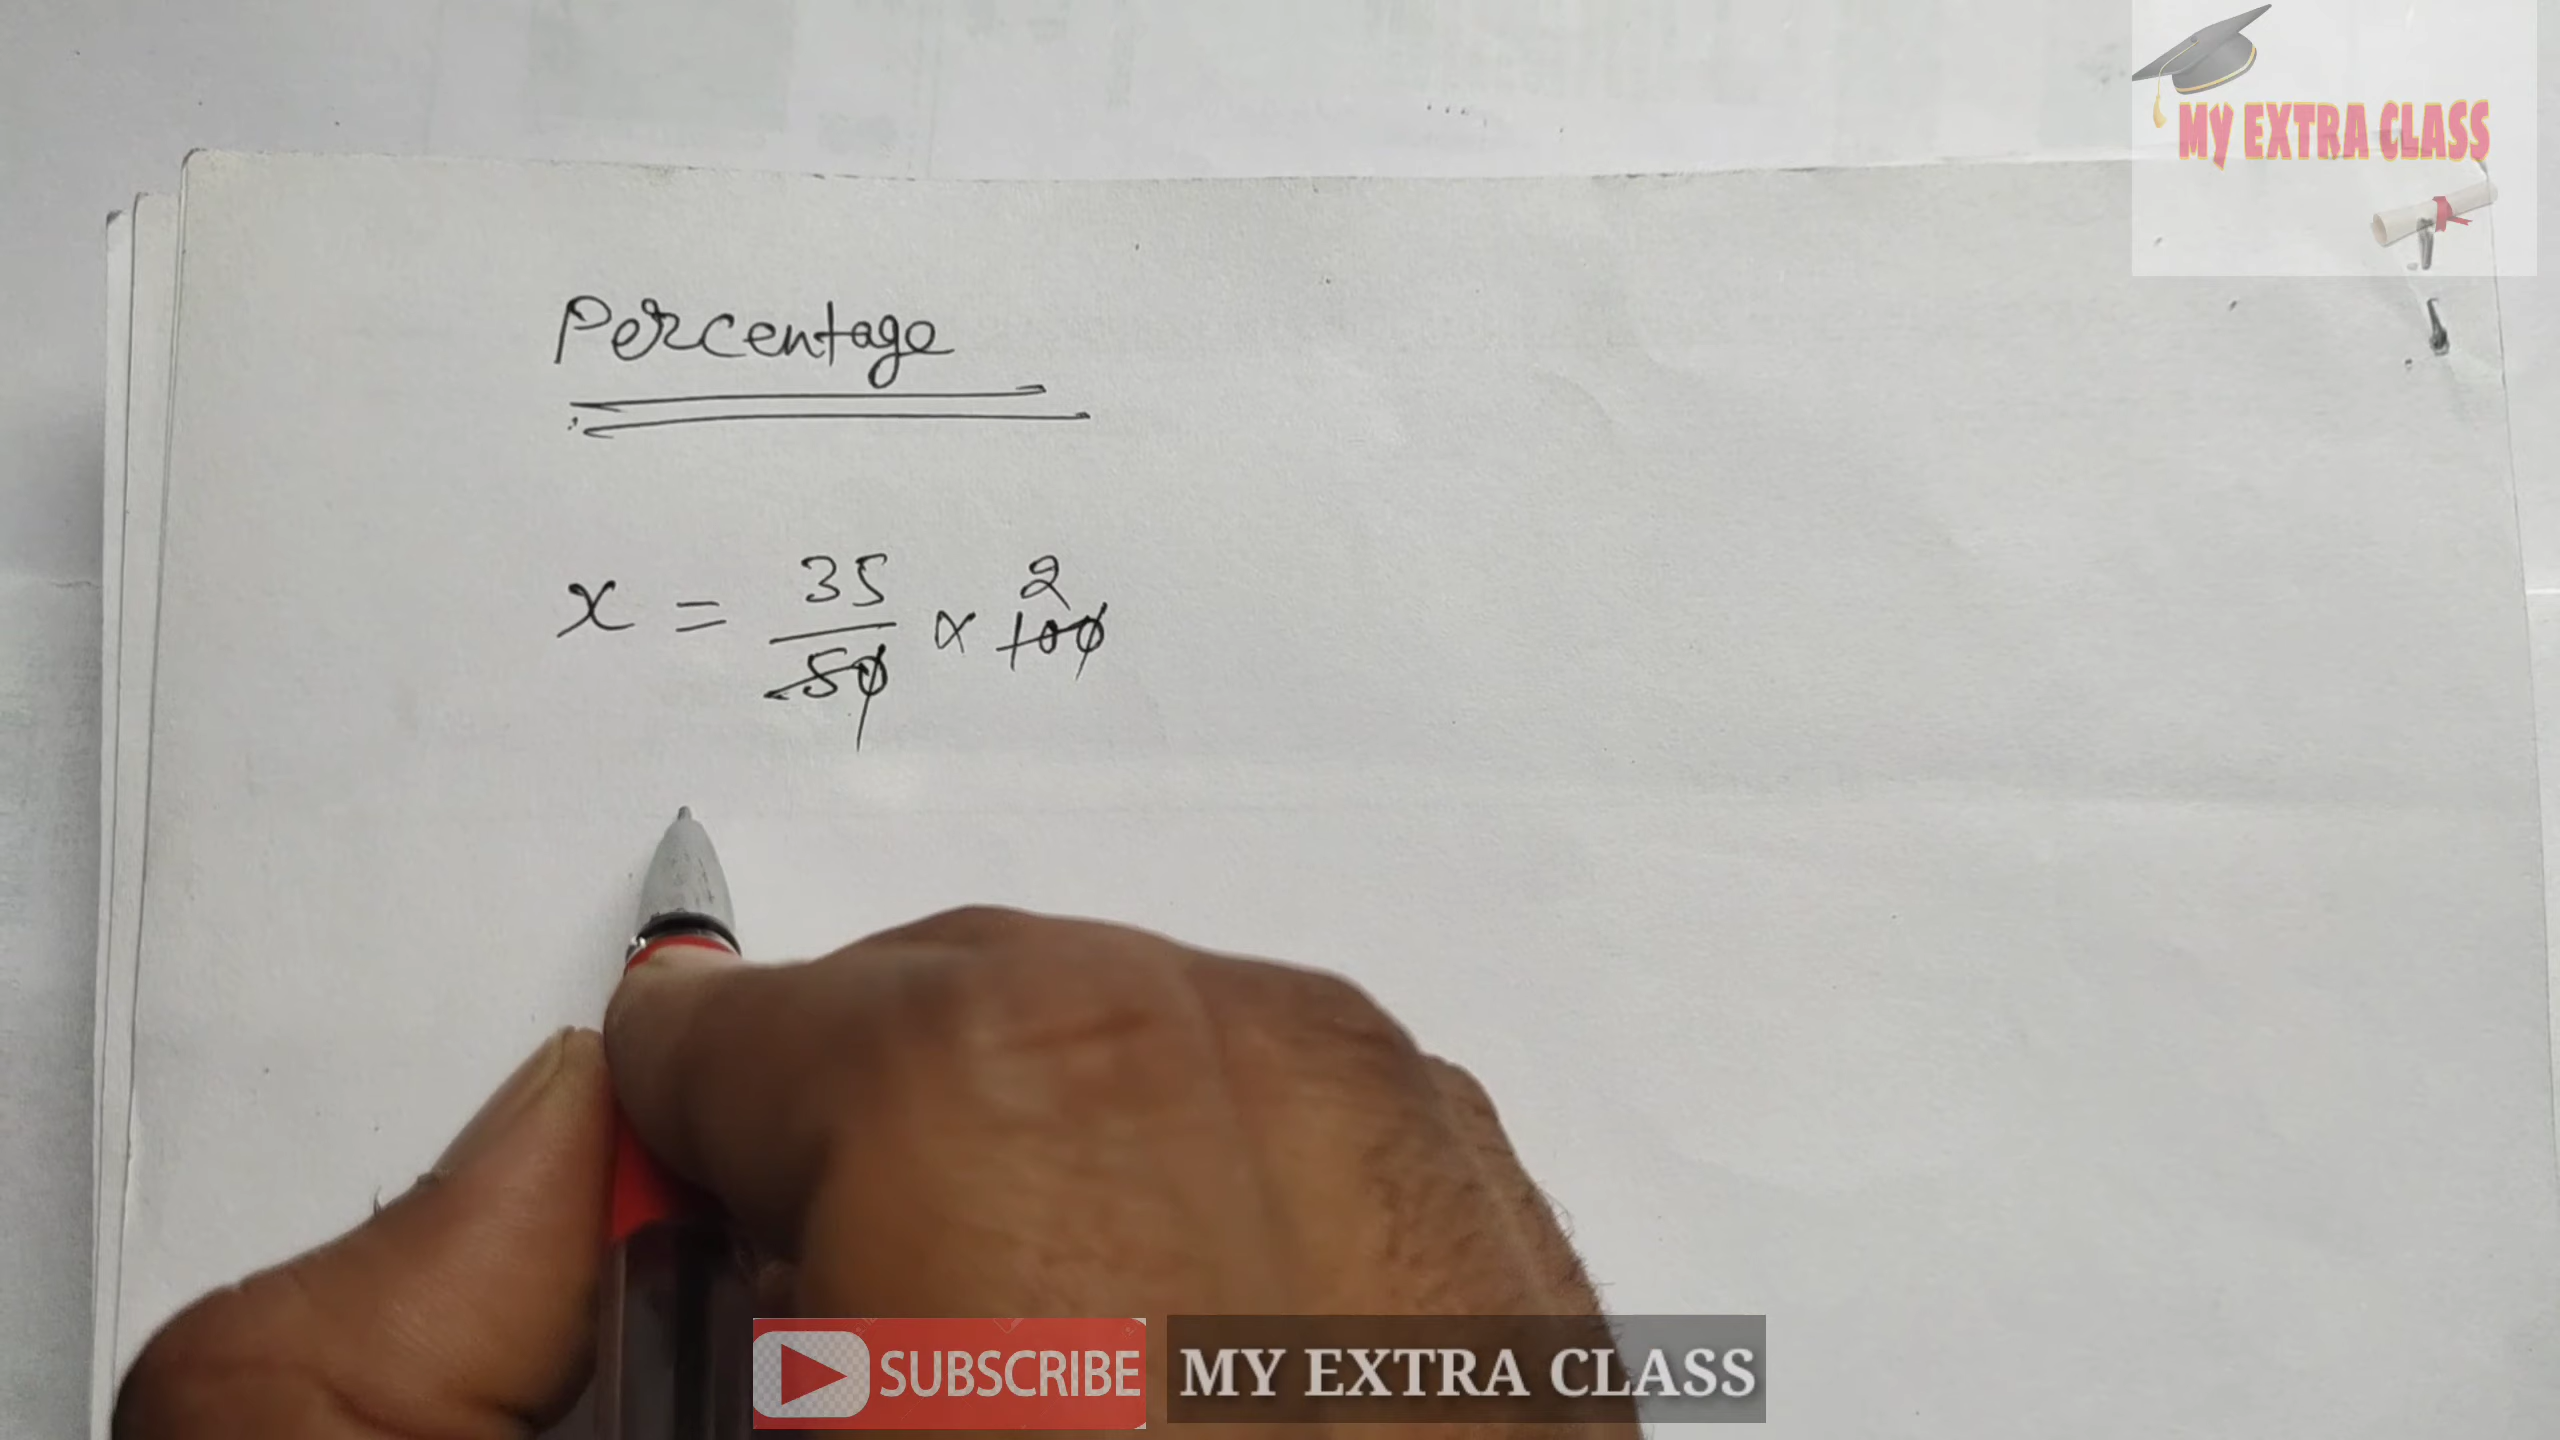 MY EXTRA CLASS
Percentage
x = 35/50 × 100 2
SUBSCRIBE MY EXTRA CLASS